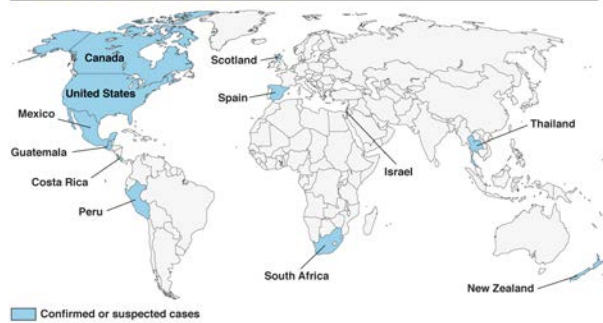 Canada
Scotland
United States
Spain
Mexico
Thailand
Guatemala
Israel
Costa Rica
Peru
South Africa
New Zealand
Confirmed or suspected cases